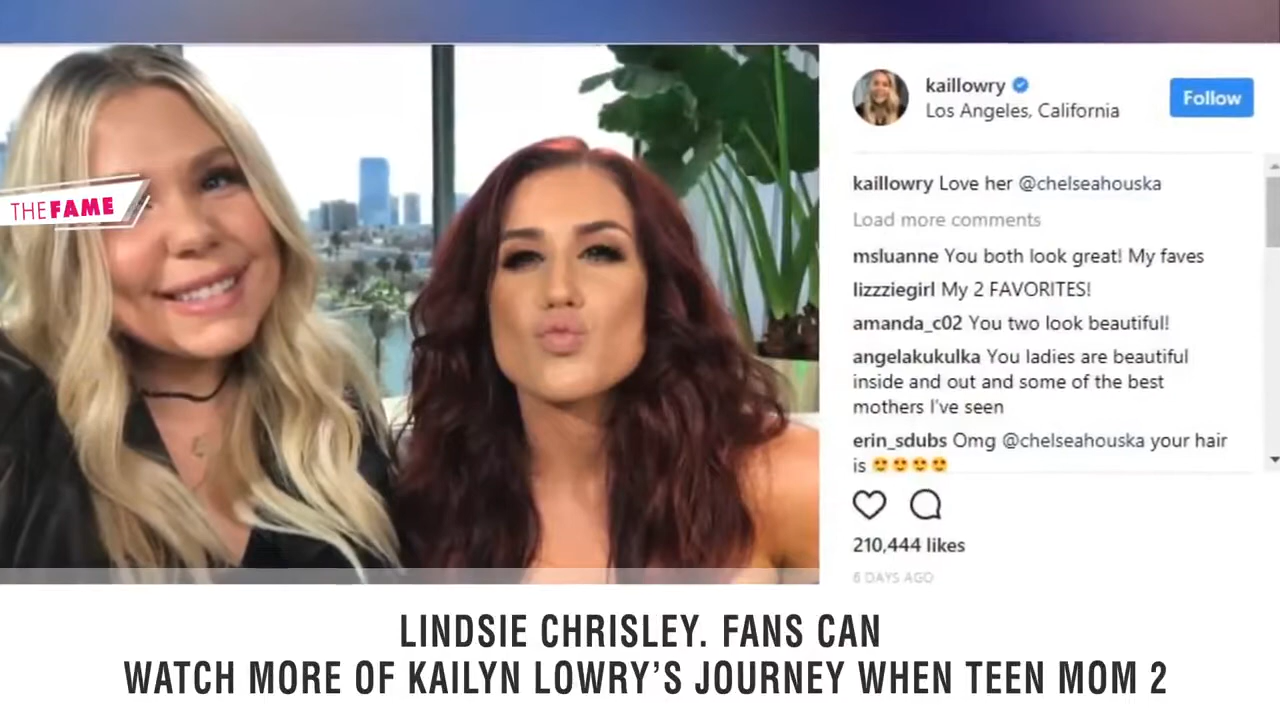 THEFAME
kaillowry
Los Angeles, California
Follow
kaillowry Love her @chelseahouska
Load more comments
msluanne You both look great! My faves
lizzziegirl My 2 FAVORITES!
amanda_c02 You two look beautiful!
angelakukulka You ladies are beautiful
inside and out and some of the best
mothers I've seen
erin_sdubs Omg @chelseahouska your hair
is 😍😍😍😍
210,444 likes
6 DAYS AGO
LINDSIE CHRISLEY. FANS CAN
WATCH MORE OF KAILYN LOWRY’S JOURNEY WHEN TEEN MOM 2